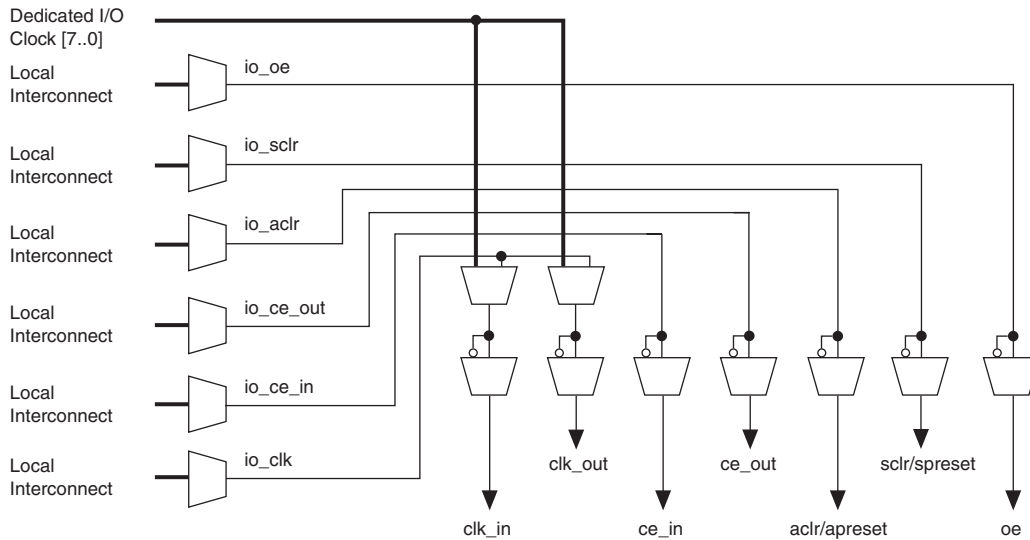 Dedicated I/O
Clock [7..0]
Local
Interconnect
io_oe
Local
Interconnect
io_sclr
Local
Interconnect
io_aclr
Local
Interconnect
io_ce_out
Local
Interconnect
io_ce_in
Local
Interconnect
io_clk
clk_out
ce_out
sclr/spreset
clk_in
ce_in
aclr/apreset
oe